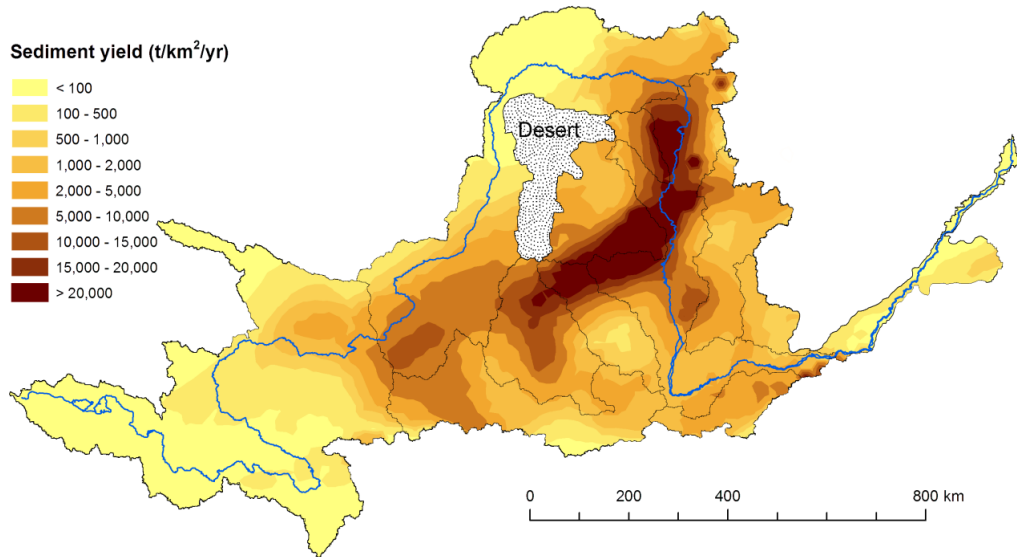 Sediment yield (t/km²/yr)
< 100
100 - 500
500 - 1,000
1,000 - 2,000
2,000 - 5,000
5,000 - 10,000
10,000 - 15,000
15,000 - 20,000
> 20,000
Desert
0 200 400 800 km